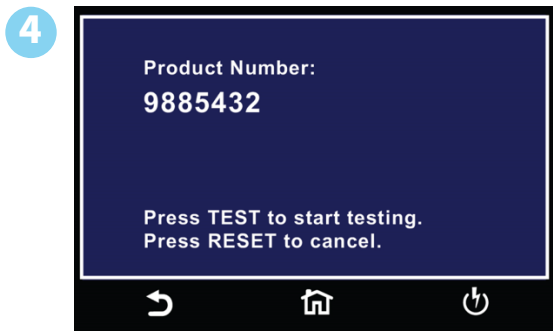 4
Product Number:
9885432
Press TEST to start testing.
Press RESET to cancel.